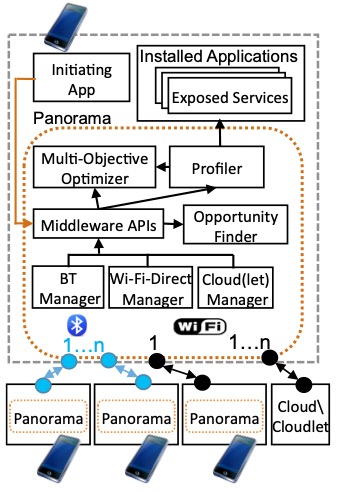 Initiating
App
Installed Applications
Exposed Services
Panorama
Multi-Objective
Optimizer
Profiler
Middleware APIs
Opportunity
Finder
BT
Manager
Wi-Fi-Direct
Manager
Cloud(let)
Manager
WiFi
1...n
1
1...n
Panorama
Panorama
Panorama
Cloud\
Cloudlet